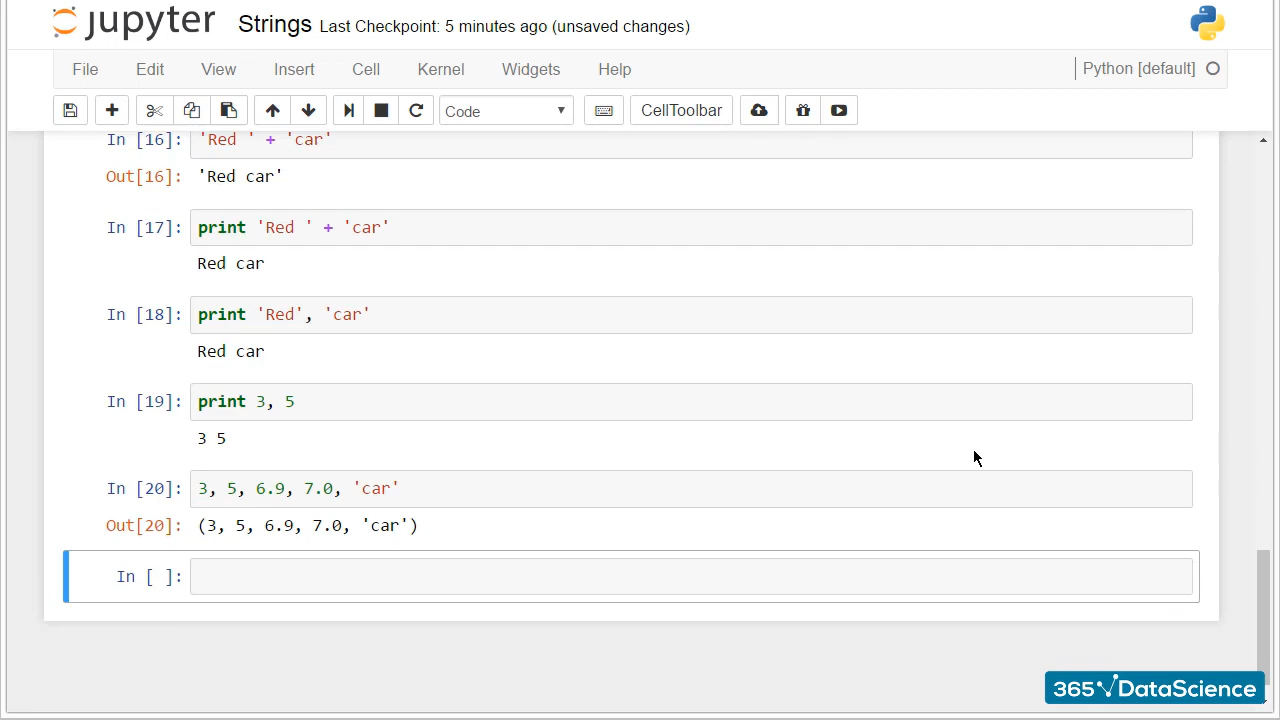 jupyter Strings Last Checkpoint: 5 minutes ago (unsaved changes)
File Edit View Insert Cell Kernel Widgets Help Python [default]
Code CellToolbar
In [16]: 'Red ' + 'car'
Out[16]: 'Red car'
In [17]: print 'Red ' + 'car'
Red car
In [18]: print 'Red', 'car'
Red car
In [19]: print 3, 5
3 5
In [20]: 3, 5, 6.9, 7.0, 'car'
Out[20]: (3, 5, 6.9, 7.0, 'car')
In [ ]:
365 DataScience